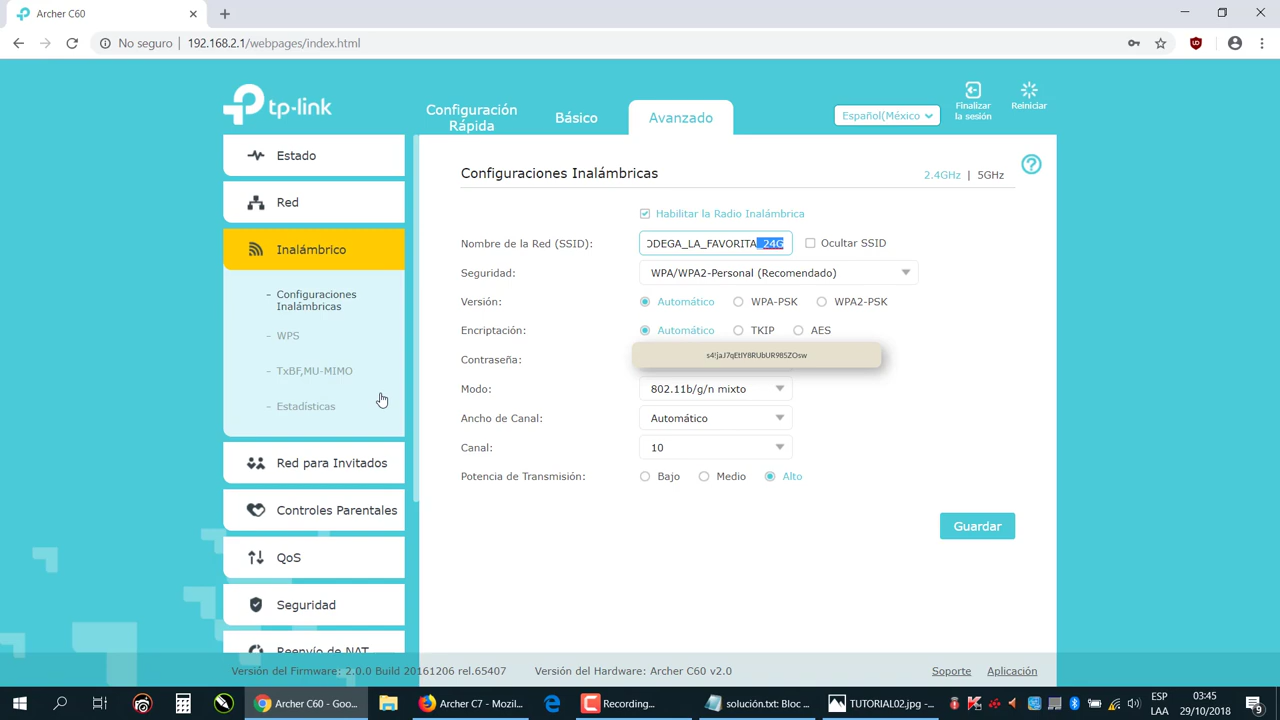 Archer C60
No seguro | 192.168.2.1/webpages/index.html
tp-link
Configuración
Rápida
Básico
Avanzado
Español(México
Finalizar
la sesión
Reiniciar
Estado
Red
Inalámbrico
- Configuraciones
Inalámbricas
- WPS
- TxBF,MU-MIMO
- Estadísticas
Red para Invitados
Controles Parentales
QoS
Seguridad
Reenvío de NAT
Configuraciones Inalámbricas
2.4GHz | 5GHz
Habilitar la Radio Inalámbrica
Nombre de la Red (SSID):
ODEGA_LA_FAVORITA_24G
Ocultar SSID
Seguridad:
WPA/WPA2-Personal (Recomendado)
Versión:
Automático
WPA-PSK
WPA2-PSK
Encriptación:
Automático
TKIP
AES
Contraseña:
Modo:
802.11b/g/n mixto
Ancho de Canal:
Automático
Canal:
10
Potencia de Transmisión:
Bajo
Medio
Alto
Guardar
Versión del Firmware: 2.0.0 Build 20161206 rel.65407
Versión del Hardware: Archer C60 v2.0
Soporte
Aplicación
Archer C60 - Goo...
Archer C7 - Mozil...
Recording...
solución.txt: Bloc ...
TUTORIAL02.jpg - ...
ESP
LAA
03:45
29/10/2018